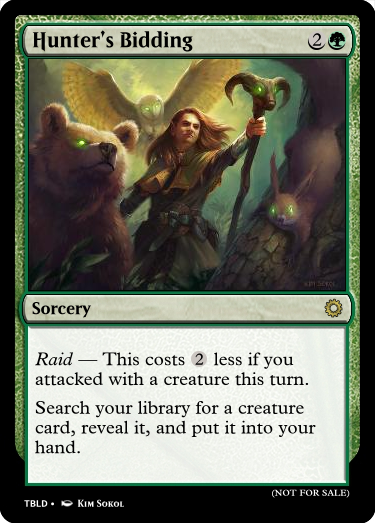 Hunter's Bidding 2
Sorcery
Raid — This costs 2 less if you
attacked with a creature this turn.
Search your library for a creature
card, reveal it, and put it into your
hand.
(NOT FOR SALE)
TBLD • Kim Sokol